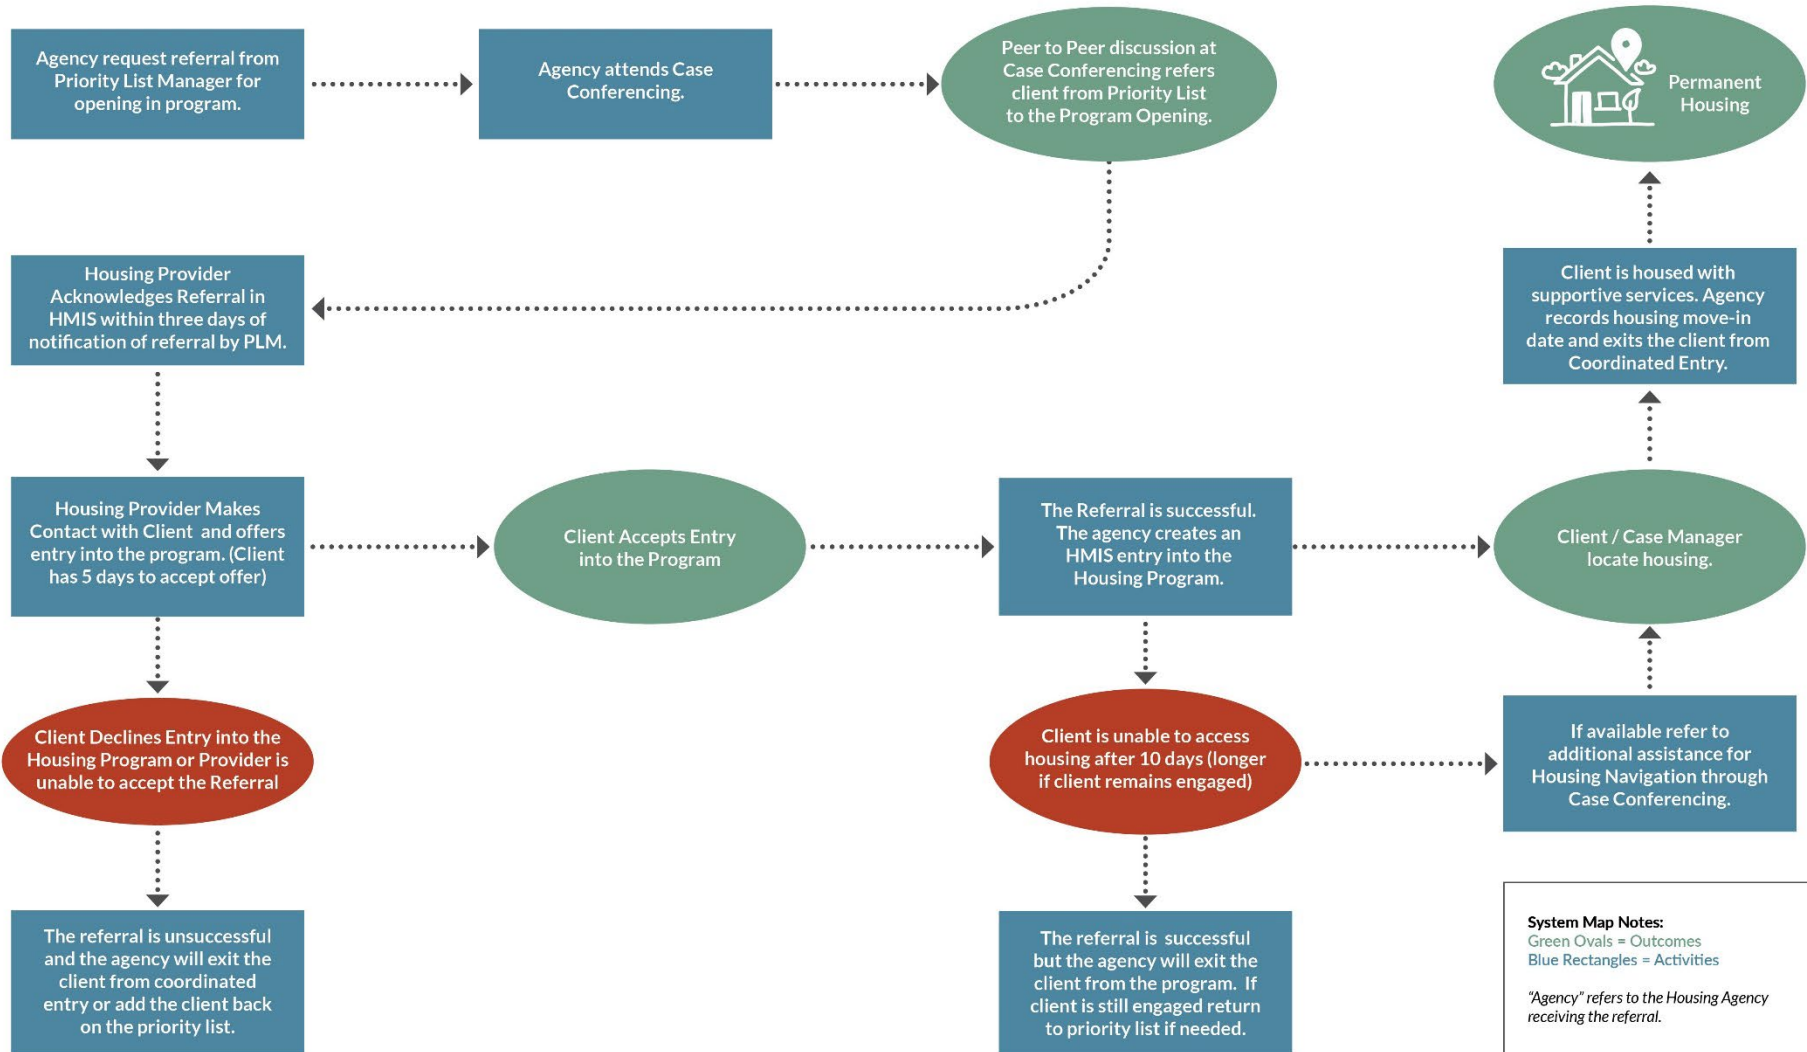 Agency request referral from
Priority List Manager for
opening in program.
Agency attends Case
Conferencing.
Peer to Peer discussion at
Case Conferencing refers
client from Priority List
to the Program Opening.
Permanent
Housing
Housing Provider
Acknowledges Referral in
HMIS within three days of
notification of referral by PLM.
Client is housed with
supportive services. Agency
records housing move-in
date and exits the client from
Coordinated Entry.
Housing Provider Makes
Contact with Client and offers
entry into the program. (Client
has 5 days to accept offer)
Client Accepts Entry
into the Program
The Referral is successful.
The agency creates an
HMIS entry into the
Housing Program.
Client / Case Manager
locate housing.
Client Declines Entry into the
Housing Program or Provider is
unable to accept the Referral
Client is unable to access
housing after 10 days (longer
if client remains engaged)
If available refer to
additional assistance for
Housing Navigation through
Case Conferencing.
The referral is unsuccessful
and the agency will exit the
client from coordinated
entry or add the client back
on the priority list.
The referral is successful
but the agency will exit the
client from the program. If
client is still engaged return
to priority list if needed.
System Map Notes:
Green Ovals = Outcomes
Blue Rectangles = Activities
"Agency" refers to the Housing Agency
receiving the referral.